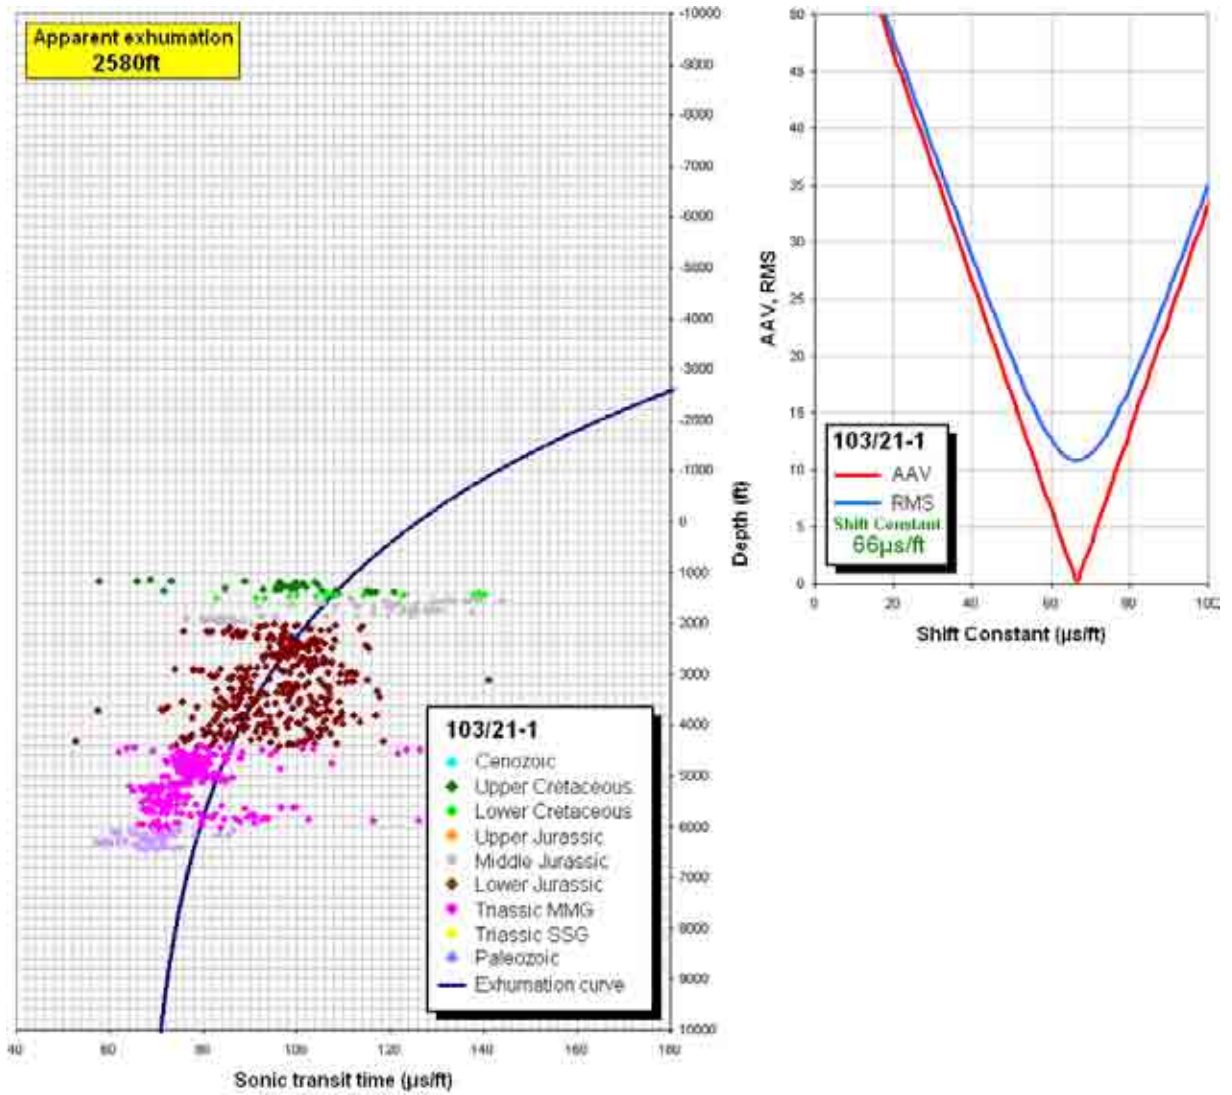 Apparent exhumation
2580ft
-10000
-9000
-8000
-7000
-6000
-5000
-4000
-3000
-2000
-1000
0
1000
2000
3000
4000
5000
6000
7000
8000
9000
10000
Depth (ft)
103/21-1
Cenozoic
Upper Cretaceous
Lower Cretaceous
Upper Jurassic
Middle Jurassic
Lower Jurassic
Triassic MMG
Triassic SSG
Paleozoic
Exhumation curve
40
60
80
100
120
140
160
180
Sonic transit time (µs/ft)
50
45
40
35
30
25
20
15
10
5
0
AAV, RMS
103/21-1
AAV
RMS
Shift Constant
66µs/ft
0
20
40
60
80
100
Shift Constant (µs/ft)